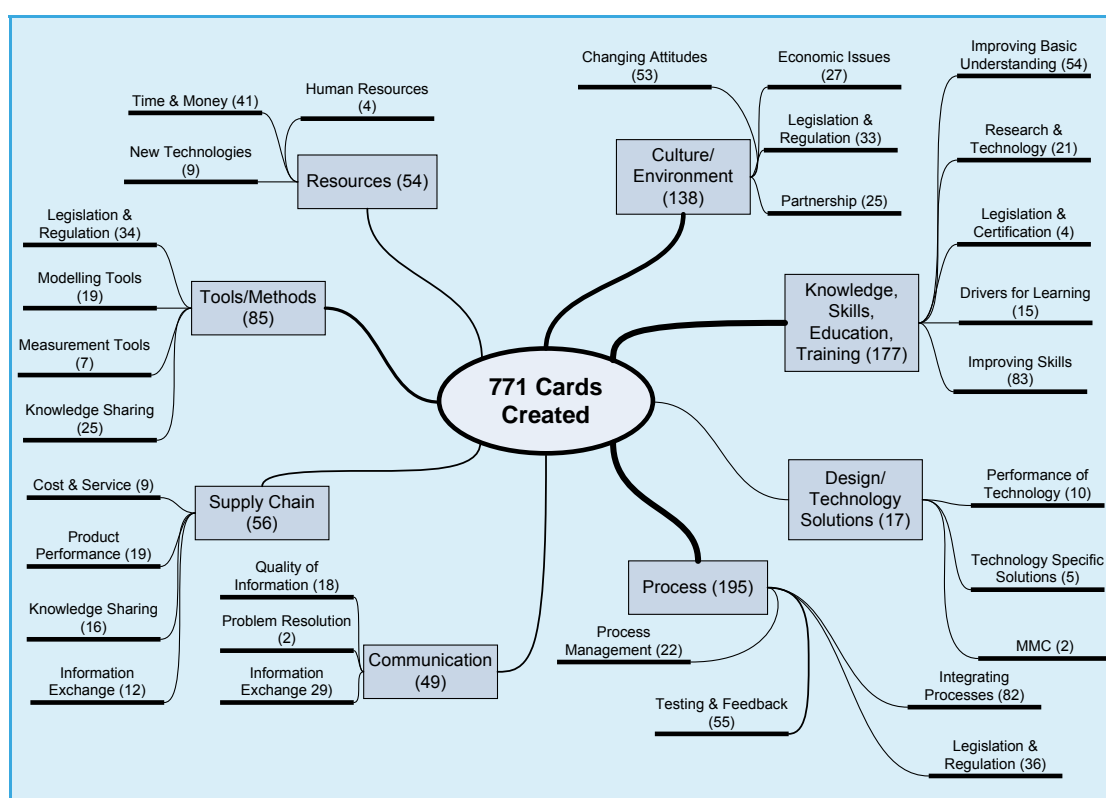 771 Cards
Created
Resources (54)
Time & Money (41)
Human Resources
(4)
New Technologies
(9)
Tools/Methods
(85)
Legislation &
Regulation (34)
Modelling Tools
(19)
Measurement Tools
(7)
Knowledge Sharing
(25)
Supply Chain
(56)
Cost & Service (9)
Product
Performance (19)
Knowledge Sharing
(16)
Information
Exchange (12)
Communication
(49)
Quality of
Information (18)
Problem Resolution
(2)
Information
Exchange 29)
Culture/
Environment
(138)
Changing Attitudes
(53)
Economic Issues
(27)
Legislation &
Regulation (33)
Partnership (25)
Knowledge,
Skills,
Education,
Training (177)
Improving Basic
Understanding (54)
Research &
Technology (21)
Legislation &
Certification (4)
Drivers for Learning
(15)
Improving Skills
(83)
Design/
Technology
Solutions (17)
Performance of
Technology (10)
Technology Specific
Solutions (5)
MMC (2)
Process (195)
Process
Management (22)
Testing & Feedback
(55)
Integrating
Processes (82)
Legislation &
Regulation (36)